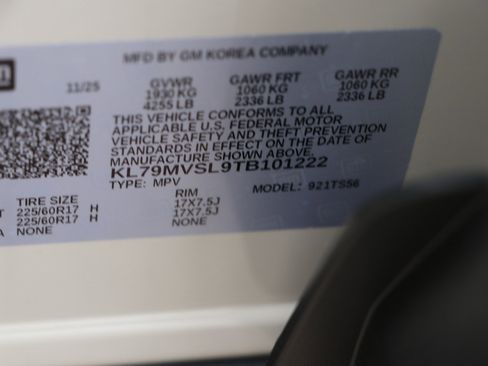 MFD BY GM KOREA COMPANY
11/25 GVWR GAWR FRT GAWR RR
1930 KG 1060 KG 1060 KG
4255 LB 2336 LB 2336 LB
THIS VEHICLE CONFORMS TO ALL
APPLICABLE U.S. FEDERAL MOTOR
VEHICLE SAFETY AND THEFT PREVENTION
STANDARDS IN EFFECT ON THE DATE OF
MANUFACTURE SHOWN ABOVE.
KL79MVSL9TB101222
TYPE: MPV MODEL: 921TS56
TIRE SIZE RIM
225/60R17 H 17X7.5J
225/60R17 H 17X7.5J
NONE NONE